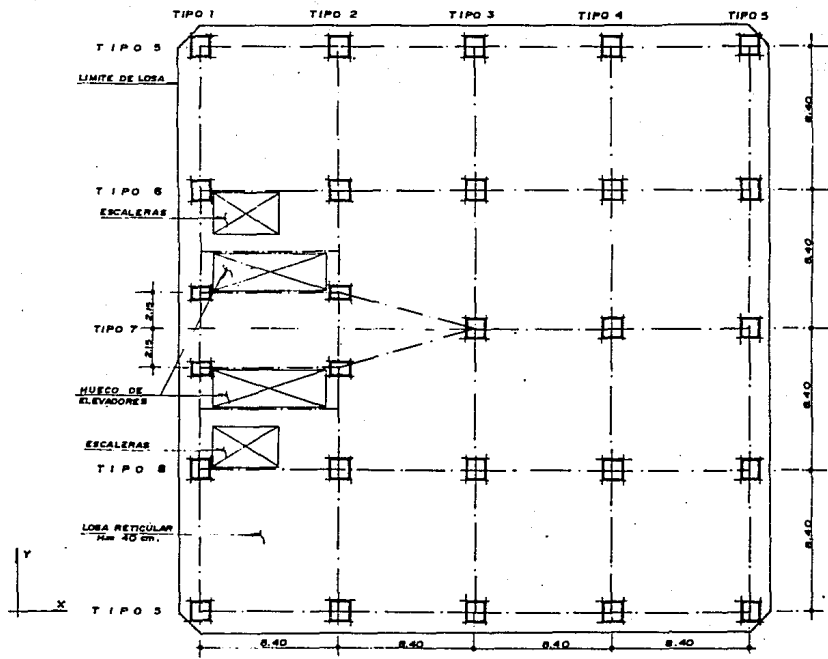 TIPO 1
TIPO 2
TIPO 3
TIPO 4
TIPO 5
TIPO 5
LIMITE DE LOSA
8.40
TIPO 6
ESCALERAS
8.40
2.15
TIPO 7
2.15
HUECO DE
ELEVADORES
8.40
ESCALERAS
TIPO 8
8.40
LOSA RETICULAR
H= 40 cm.
Y
X
TIPO 5
8.40
8.40
8.40
8.40